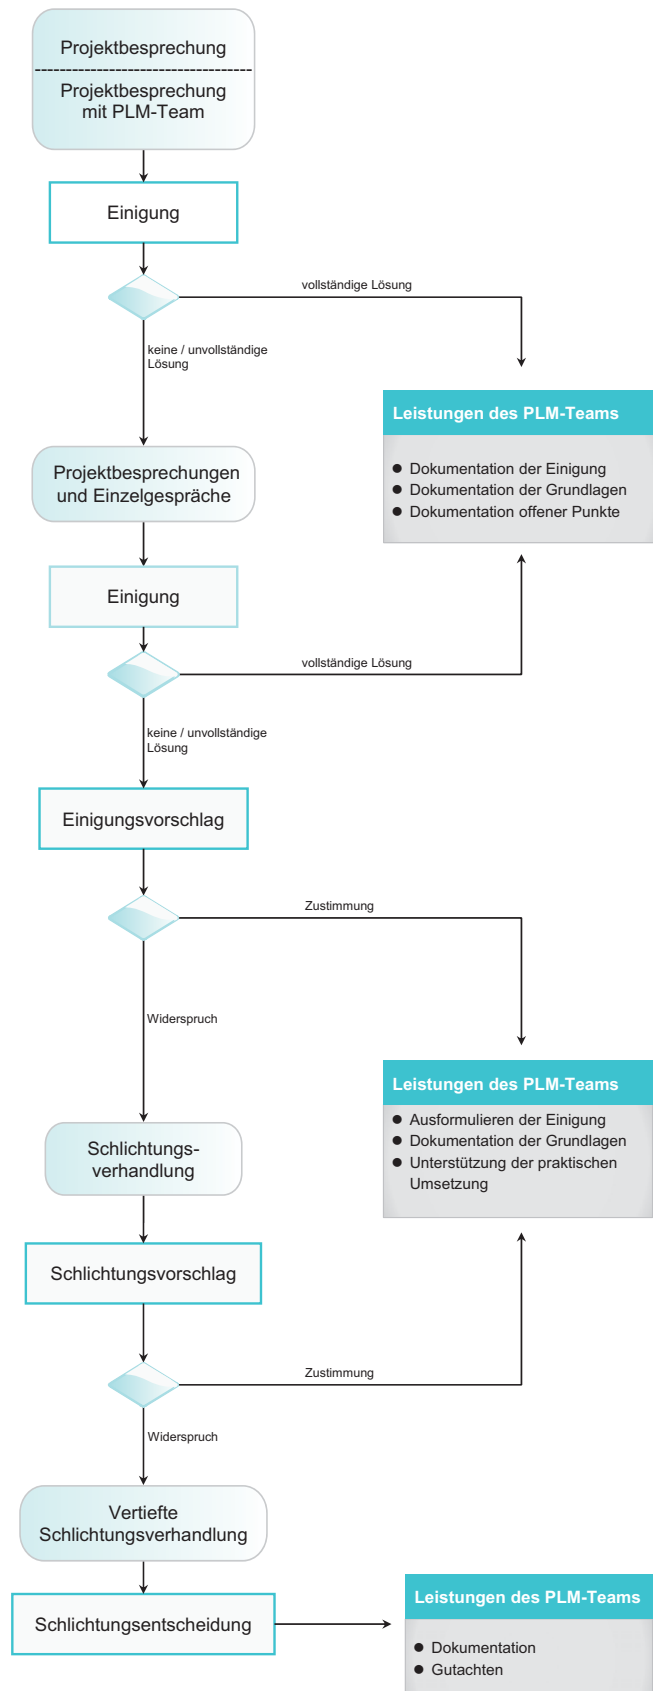 Projektbesprechung
Projektbesprechung
mit PLM-Team
Einigung
vollständige Lösung
keine / unvollständige
Lösung
Leistungen des PLM-Teams
● Dokumentation der Einigung
● Dokumentation der Grundlagen
● Dokumentation offener Punkte
Projektbesprechungen
und Einzelgespräche
Einigung
vollständige Lösung
keine / unvollständige
Lösung
Einigungsvorschlag
Zustimmung
Widerspruch
Leistungen des PLM-Teams
● Ausformulieren der Einigung
● Dokumentation der Grundlagen
● Unterstützung der praktischen
Umsetzung
Schlichtungs-
verhandlung
Schlichtungsvorschlag
Zustimmung
Widerspruch
Vertiefte
Schlichtungsverhandlung
Schlichtungsentscheidung
Leistungen des PLM-Teams
● Dokumentation
● Gutachten